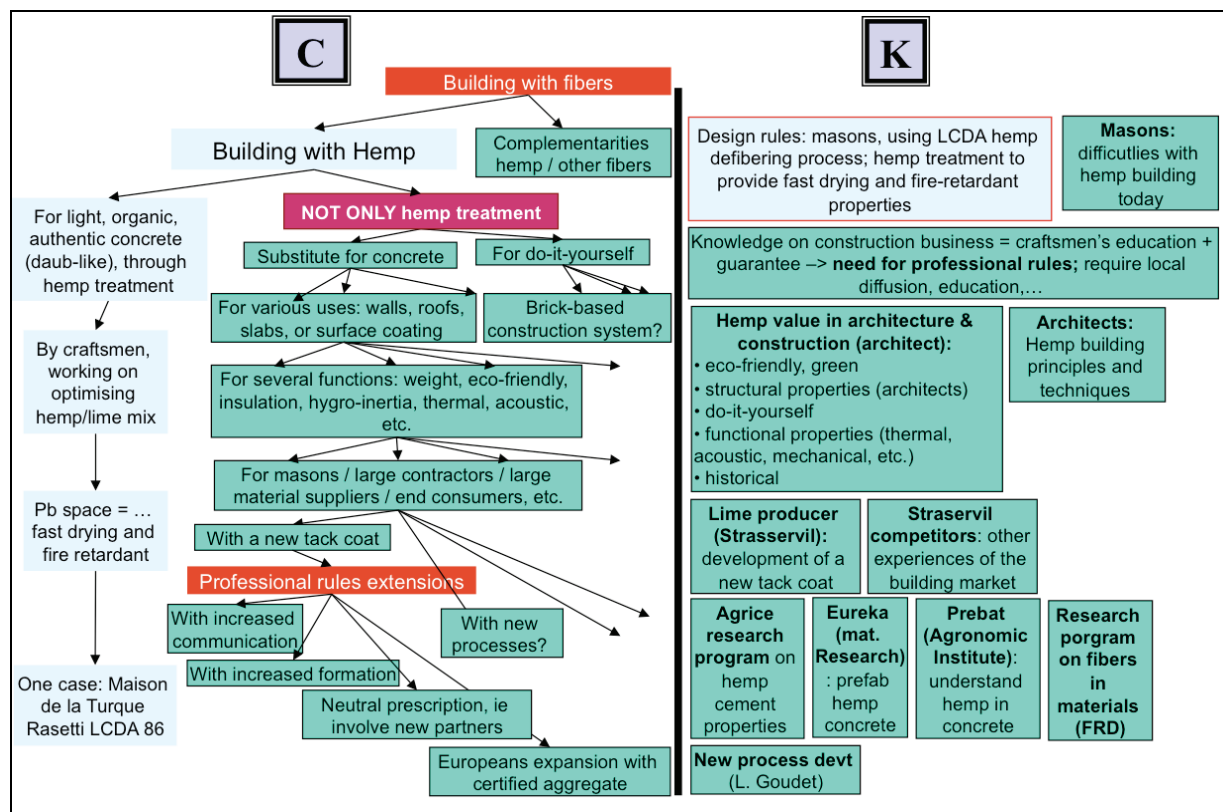 C
Building with fibers
Building with Hemp
Complementarities
hemp / other fibers
For light, organic,
authentic concrete
(daub-like), through
hemp treatment
NOT ONLY hemp treatment
Substitute for concrete
For do-it-yourself
For various uses: walls, roofs,
slabs, or surface coating
Brick-based
construction system?
By craftsmen,
working on
optimising
hemp/lime mix
For several functions: weight, eco-friendly,
insulation, hygro-inertia, thermal, acoustic,
etc.
For masons / large contractors / large
material suppliers / end consumers, etc.
Pb space = …
fast drying and
fire retardant
With a new tack coat
Professional rules extensions
With increased
communication
With new
processes?
With increased formation
One case: Maison
de la Turque
Rasetti LCDA 86
Neutral prescription, ie
involve new partners
Europeans expansion with
certified aggregate
K
Design rules: masons, using LCDA hemp
defibering process; hemp treatment to
provide fast drying and fire-retardant
properties
Masons:
difficutlies with
hemp building
today
Knowledge on construction business = craftsmen's education +
guarantee –> need for professional rules; require local
diffusion, education,…
Hemp value in architecture &
construction (architect):
• eco-friendly, green
• structural properties (architects)
• do-it-yourself
• functional properties (thermal,
acoustic, mechanical, etc.)
• historical
Architects:
Hemp building
principles and
techniques
Lime producer
(Strasservil):
development of a
new tack coat
Straservil
competitors: other
experiences of the
building market
Agrice
research
program on
hemp
cement
properties
Eureka
(mat.
Research)
: prefab
hemp
concrete
Prebat
(Agronomic
Institute):
understand
hemp in
concrete
Research
porgram
on fibers
in
materials
(FRD)
New process devt
(L. Goudet)